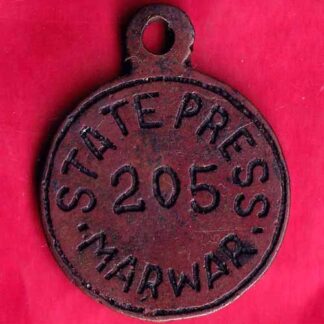 STATE PRESS
205
· MARWAR ·